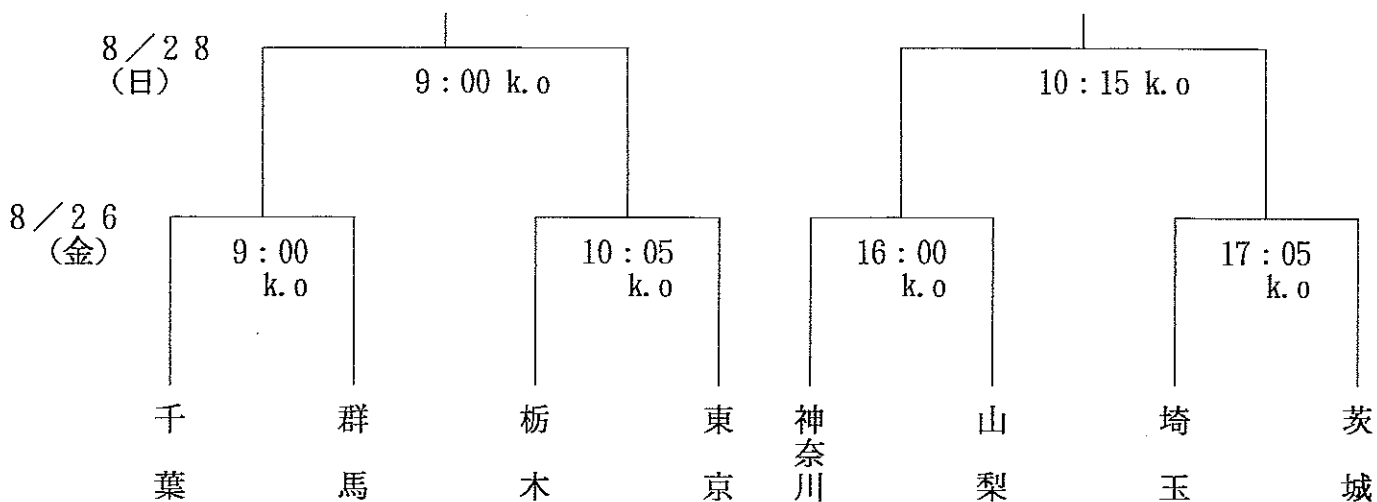 8／28
（日）
9：00 k.o
10：15 k.o
8／26
（金）
9：00
k.o
10：05
k.o
16：00
k.o
17：05
k.o
千葉
群馬
栃木
東京
神奈川
山梨
埼玉
茨城